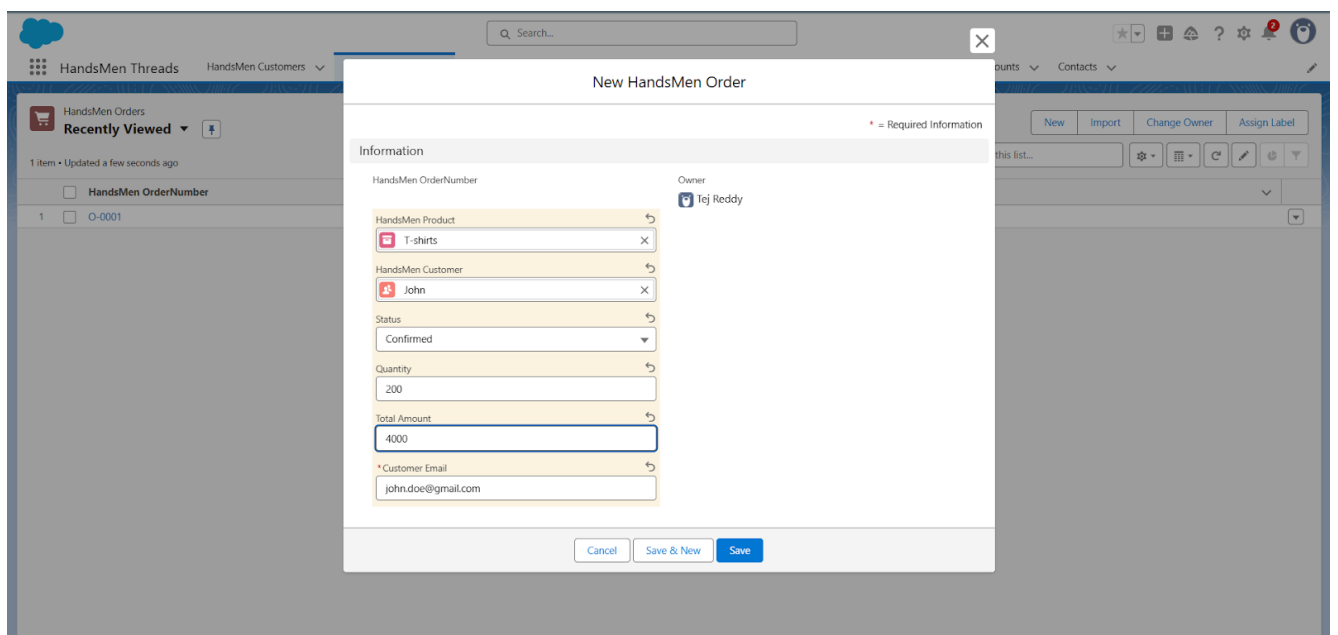 Search...
2
HandsMen Threads
HandsMen Customers
ounts
Contacts
HandsMen Orders
Recently Viewed
New
Import
Change Owner
Assign Label
1 item • Updated a few seconds ago
this list...
HandsMen OrderNumber
1
O-0001
New HandsMen Order
* = Required Information
Information
HandsMen OrderNumber
Owner
Tej Reddy
HandsMen Product
T-shirts
HandsMen Customer
John
Status
Confirmed
Quantity
200
Total Amount
4000
*Customer Email
john.doe@gmail.com
Cancel
Save & New
Save